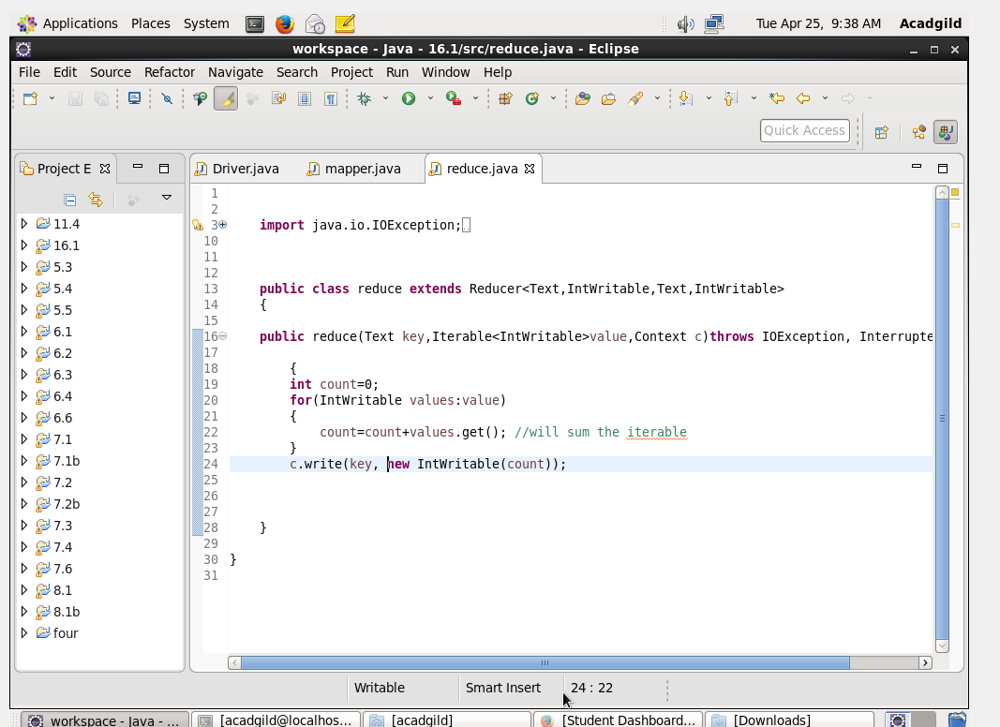 Applications Places System Tue Apr 25, 9:38 AM Acadgild
workspace - Java - 16.1/src/reduce.java - Eclipse
File Edit Source Refactor Navigate Search Project Run Window Help
Quick Access
Project E Driver.java mapper.java reduce.java
11.4
16.1
5.3
5.4
5.5
6.1
6.2
6.3
6.4
6.6
7.1
7.1b
7.2
7.2b
7.3
7.4
7.6
8.1
8.1b
four
1
2
3 import java.io.IOException;
10
11
12
13 public class reduce extends Reducer<Text,IntWritable,Text,IntWritable>
14 {
15
16 public reduce(Text key,Iterable<IntWritable>value,Context c)throws IOException, Interrupte
17
18 {
19 int count=0;
20 for(IntWritable values:value)
21 {
22 count=count+values.get(); //will sum the iterable
23 }
24 c.write(key, new IntWritable(count));
25
26
27
28 }
29
30 }
31
Writable Smart Insert 24 : 22
workspace - Java - ... [acadgild@localhos... [acadgild] [Student Dashboard... [Downloads]